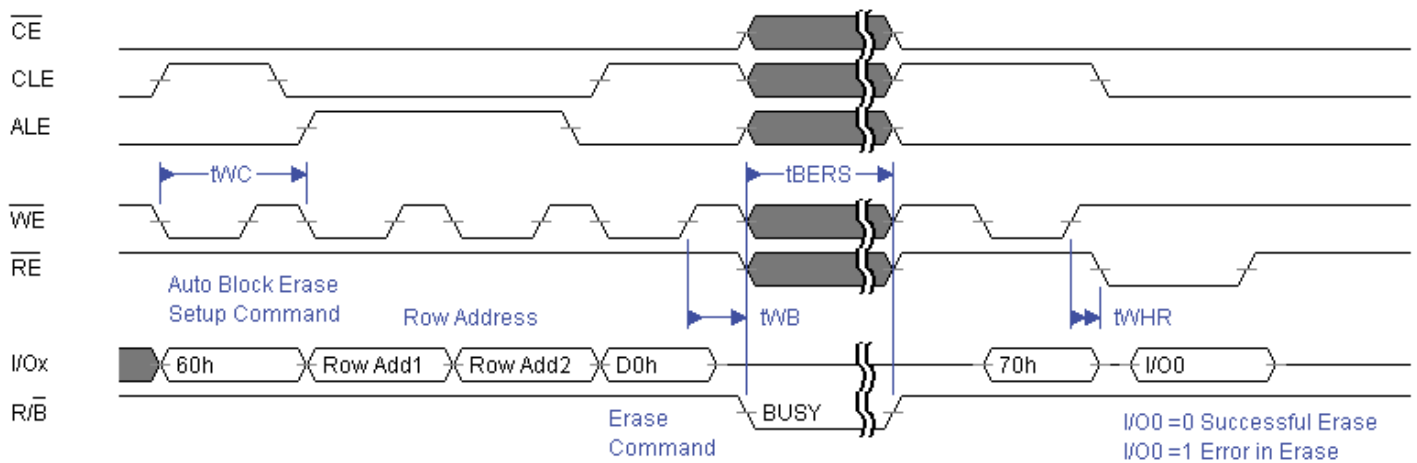 CE
CLE
ALE
tWC
tBERS
WE
RE
Auto Block Erase
Setup Command
Row Address
tWB
tWHR
I/Ox
60h
Row Add1
Row Add2
D0h
70h
I/O0
R/B
BUSY
Erase
Command
I/O0 =0 Successful Erase
I/O0 =1 Error in Erase